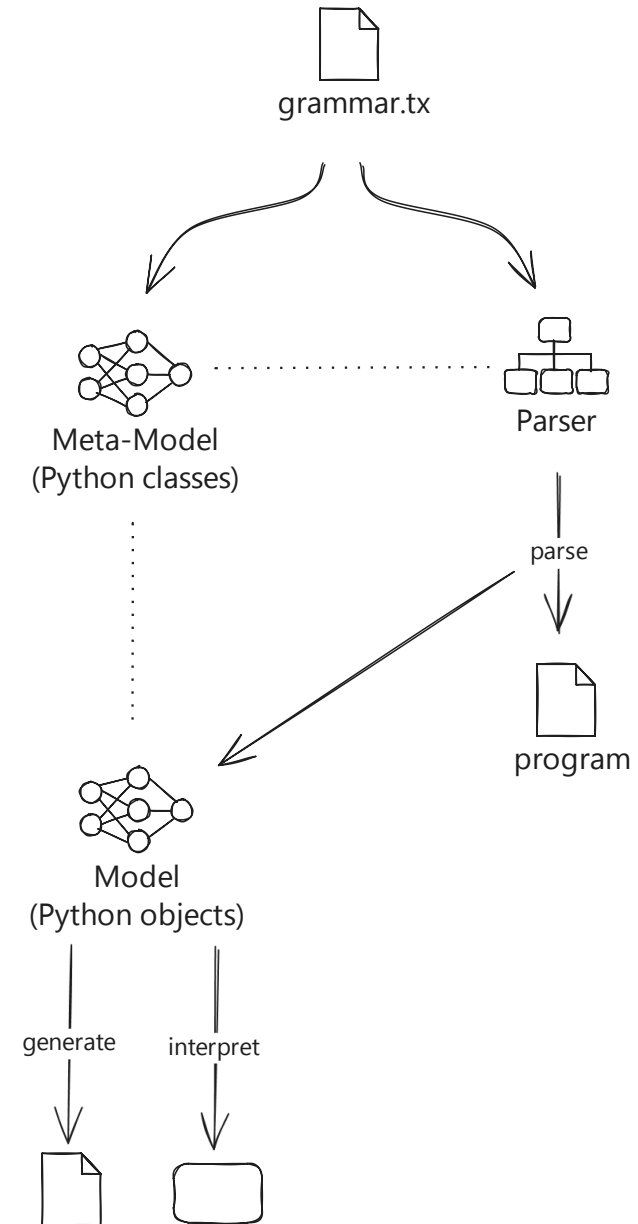 grammar.tx
Meta-Model
(Python classes)
Parser
parse
program
Model
(Python objects)
generate
interpret